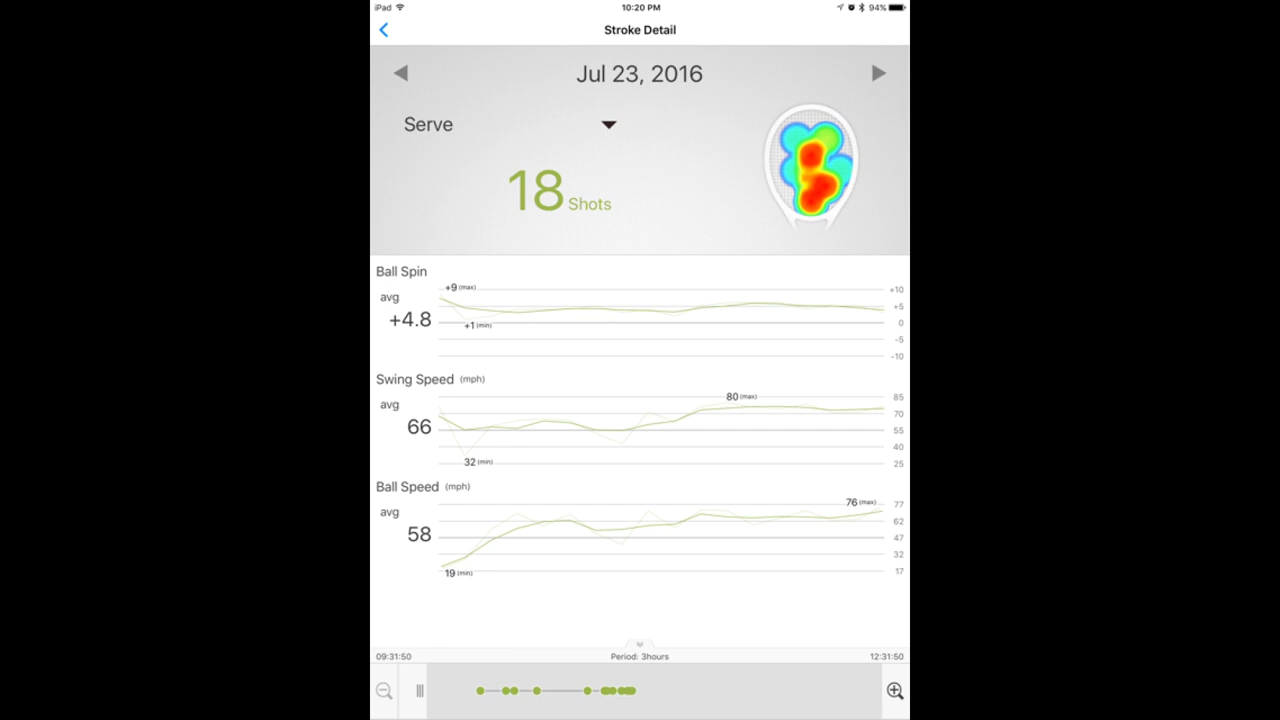 iPad 10:20 PM 94%
Stroke Detail
Jul 23, 2016
Serve
18 Shots
Ball Spin
+9 (max)
+10
avg
+5
+4.8
0
+1 (min)
-5
-10
Swing Speed (mph)
80 (max)
85
avg
70
66
55
40
32 (min)
25
Ball Speed (mph)
76 (max)
77
avg
62
58
47
32
19 (min)
17
09:31:50 Period: 3hours 12:31:50